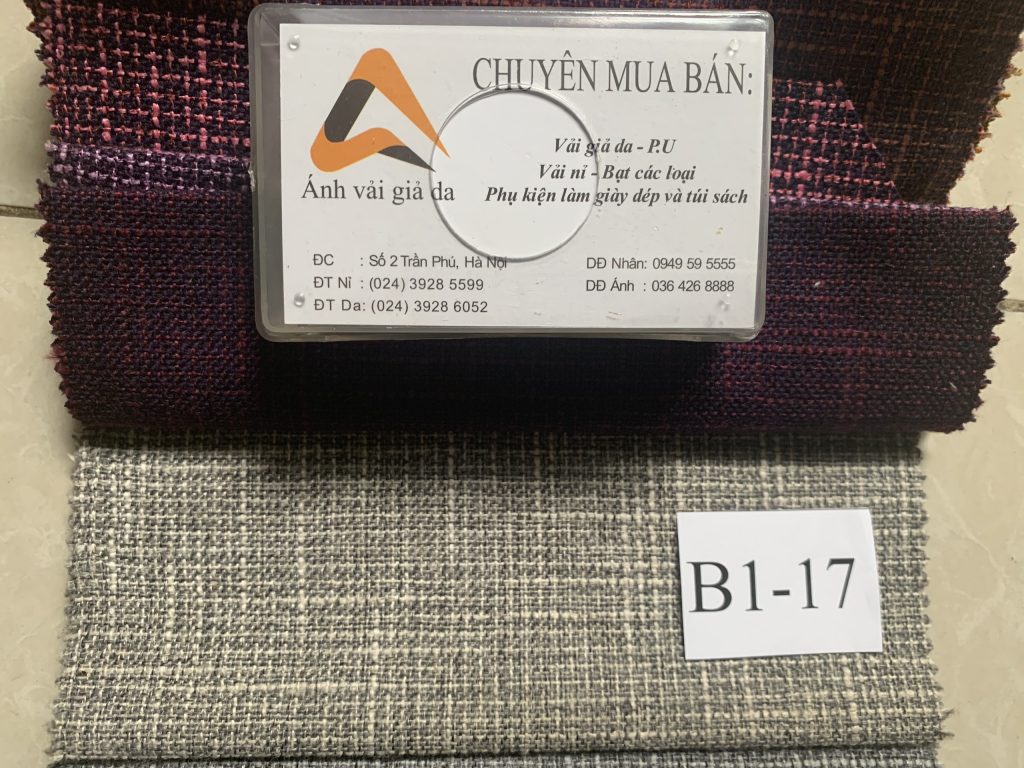 CHUYÊN MUA BÁN:
Vải giả da - P.U
Vải nỉ - Bạt các loại
Phụ kiện làm giày dép và túi sách
Ánh vải giả da
ĐC : Số 2 Trần Phú, Hà Nội
ĐT Nỉ : (024) 3928 5599
ĐT Da: (024) 3928 6052
DĐ Nhân: 0949 59 5555
DĐ Ánh : 036 426 8888
B1-17